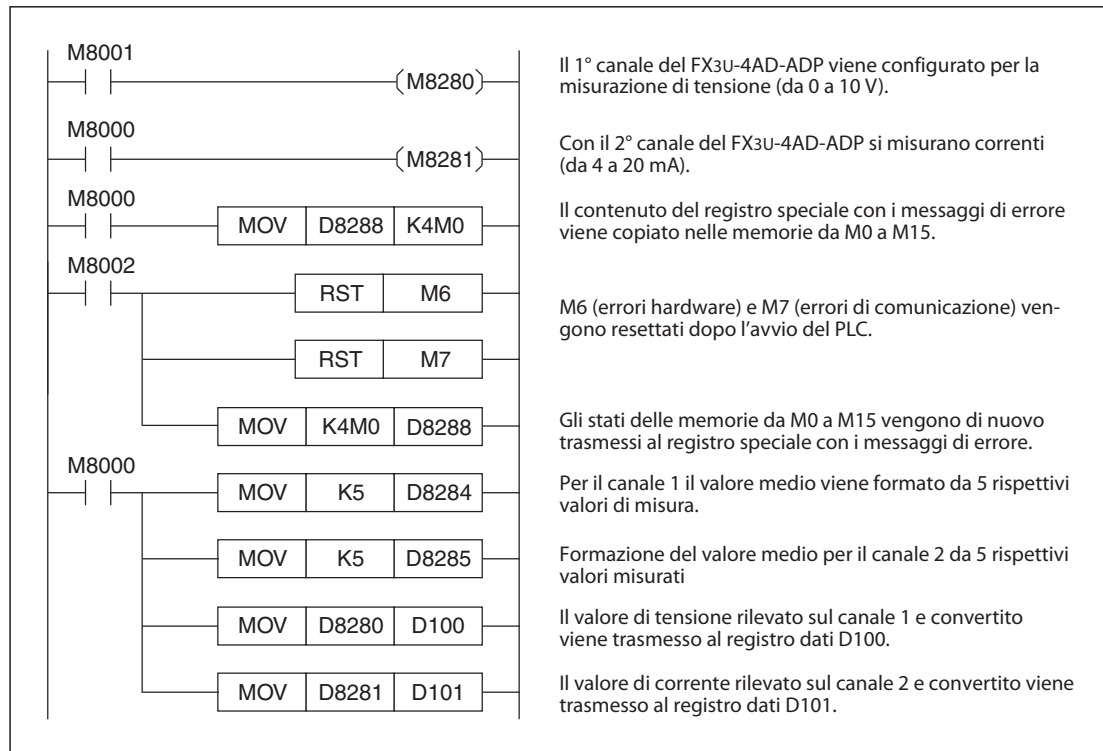 M8001
M8280
Il 1° canale del FX3U-4AD-ADP viene configurato per la
misurazione di tensione (da 0 a 10 V).
M8000
M8281
Con il 2° canale del FX3U-4AD-ADP si misurano correnti
(da 4 a 20 mA).
M8000
MOV D8288 K4M0
Il contenuto del registro speciale con i messaggi di errore
viene copiato nelle memorie da M0 a M15.
M8002
RST M6
M6 (errori hardware) e M7 (errori di comunicazione) ven-
gono resettati dopo l'avvio del PLC.
RST M7
MOV K4M0 D8288
Gli stati delle memorie da M0 a M15 vengono di nuovo
trasmessi al registro speciale con i messaggi di errore.
M8000
MOV K5 D8284
Per il canale 1 il valore medio viene formato da 5 rispettivi
valori di misura.
MOV K5 D8285
Formazione del valore medio per il canale 2 da 5 rispettivi
valori misurati
MOV D8280 D100
Il valore di tensione rilevato sul canale 1 e convertito
viene trasmesso al registro dati D100.
MOV D8281 D101
Il valore di corrente rilevato sul canale 2 e convertito viene
trasmesso al registro dati D101.